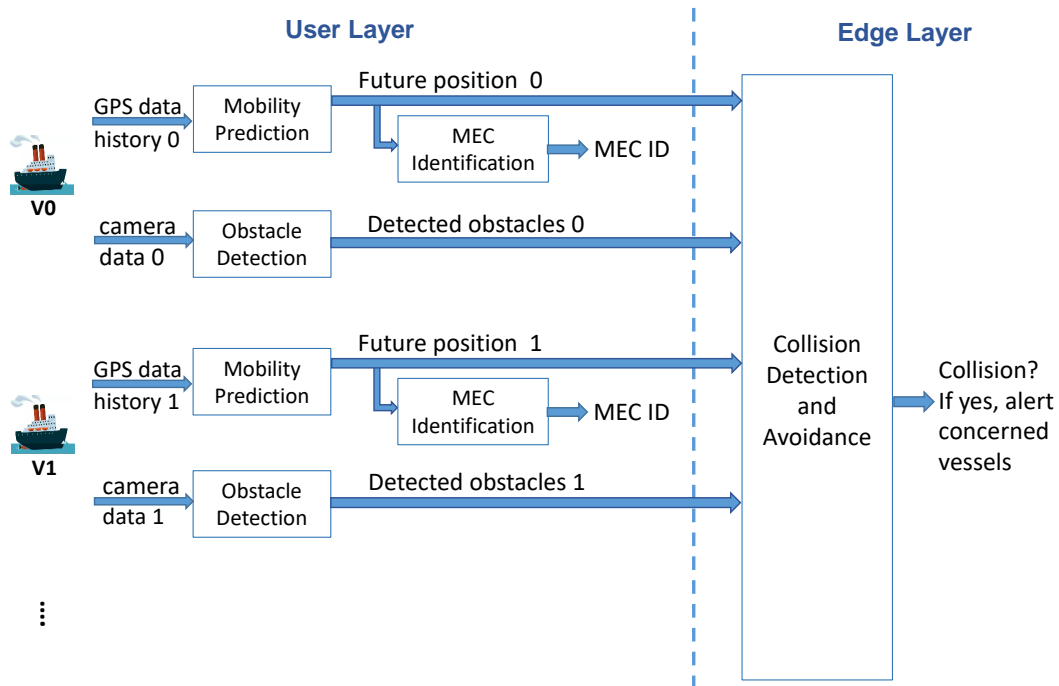 User Layer
Edge Layer
GPS data
history 0
Mobility
Prediction
Future position 0
MEC
Identification
MEC ID
V0
camera
data 0
Obstacle
Detection
Detected obstacles 0
GPS data
history 1
Mobility
Prediction
Future position 1
MEC
Identification
MEC ID
V1
camera
data 1
Obstacle
Detection
Detected obstacles 1
Collision
Detection
and
Avoidance
Collision?
If yes, alert
concerned
vessels